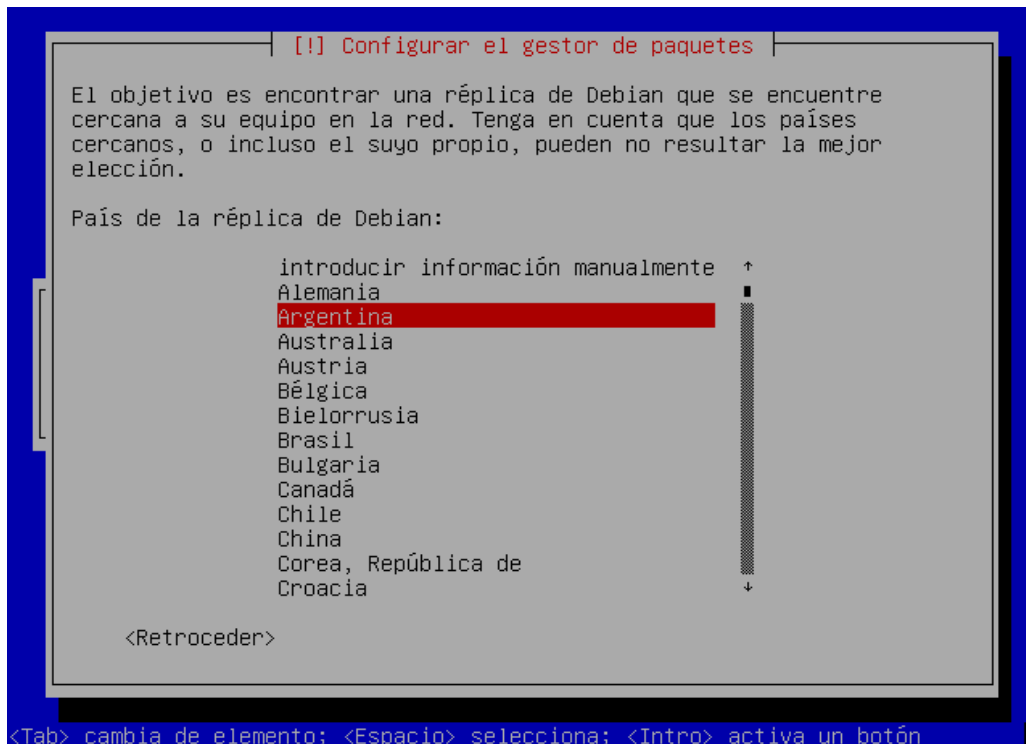 [!] Configurar el gestor de paquetes
El objetivo es encontrar una réplica de Debian que se encuentre
cercana a su equipo en la red. Tenga en cuenta que los países
cercanos, o incluso el suyo propio, pueden no resultar la mejor
elección.
País de la réplica de Debian:
introducir información manualmente
Alemania
Argentina
Australia
Austria
Bélgica
Bielorrusia
Brasil
Bulgaria
Canadá
Chile
China
Corea, República de
Croacia
<Retroceder>
<Tab> cambia de elemento; <Espacio> selecciona; <Intro> activa un botón